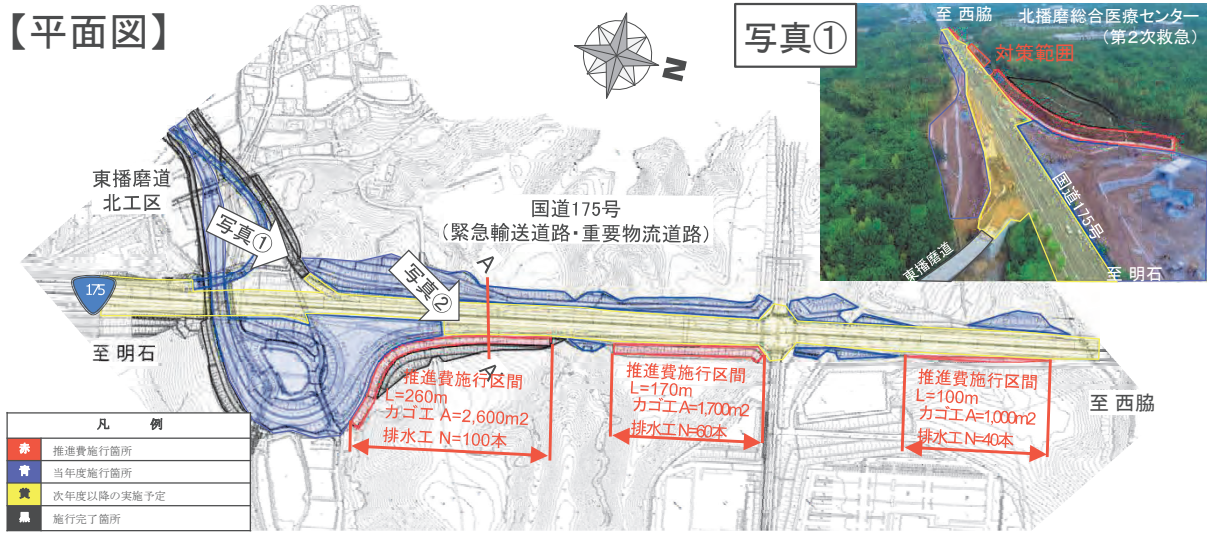 【平面図】
N
写真①
至 西脇
北播磨総合医療センター
(第2次救急)
対策範囲
国道175号
東播磨道
至 明石
東播磨道
北工区
写真①
国道175号
(緊急輸送道路・重要物流道路)
A
写真②
175
至 明石
A
推進費施行区間
L=260m
カゴ工 A=2,600m2
排水工 N=100本
推進費施行区間
L=170m
カゴ工 A=1,700m2
排水工 N=60本
推進費施行区間
L=100m
カゴ工 A=1,000m2
排水工 N=40本
至 西脇
凡 例
赤 推進費施行箇所
青 当年度施行箇所
黄 次年度以降の実施予定
黒 施行完了箇所